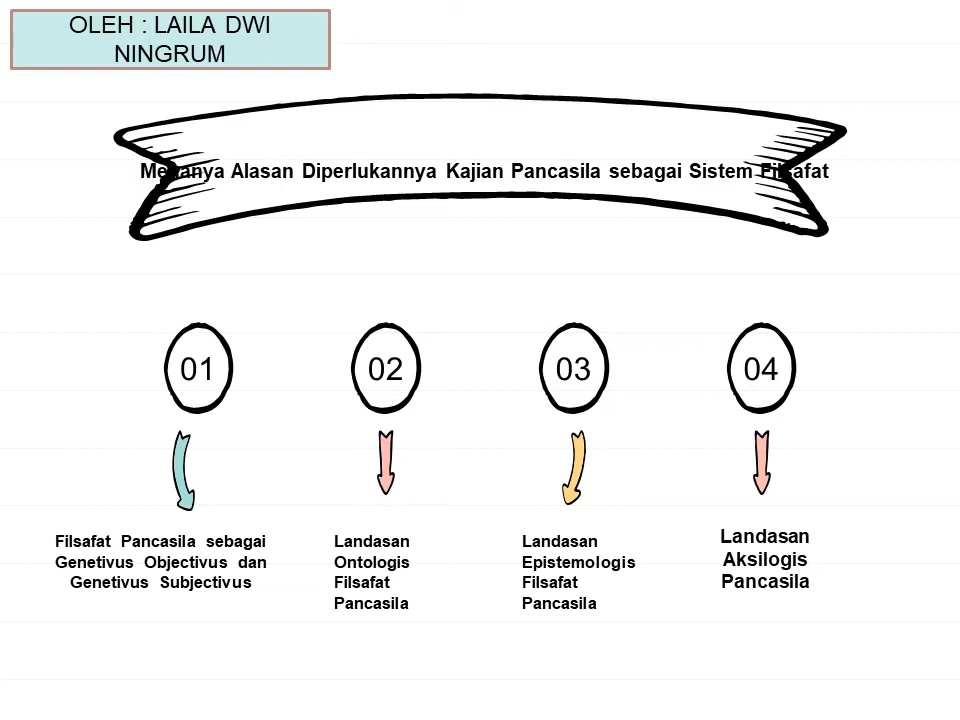 OLEH : LAILA DWI
NINGRUM
Menanya Alasan Diperlukannya Kajian Pancasila sebagai Sistem Filsafat
01
02
03
04
Filsafat Pancasila sebagai
Genetivus Objectivus dan
Genetivus Subjectivus
Landasan
Ontologis
Filsafat
Pancasila
Landasan
Epistemologis
Filsafat
Pancasila
Landasan
Aksilogis
Pancasila